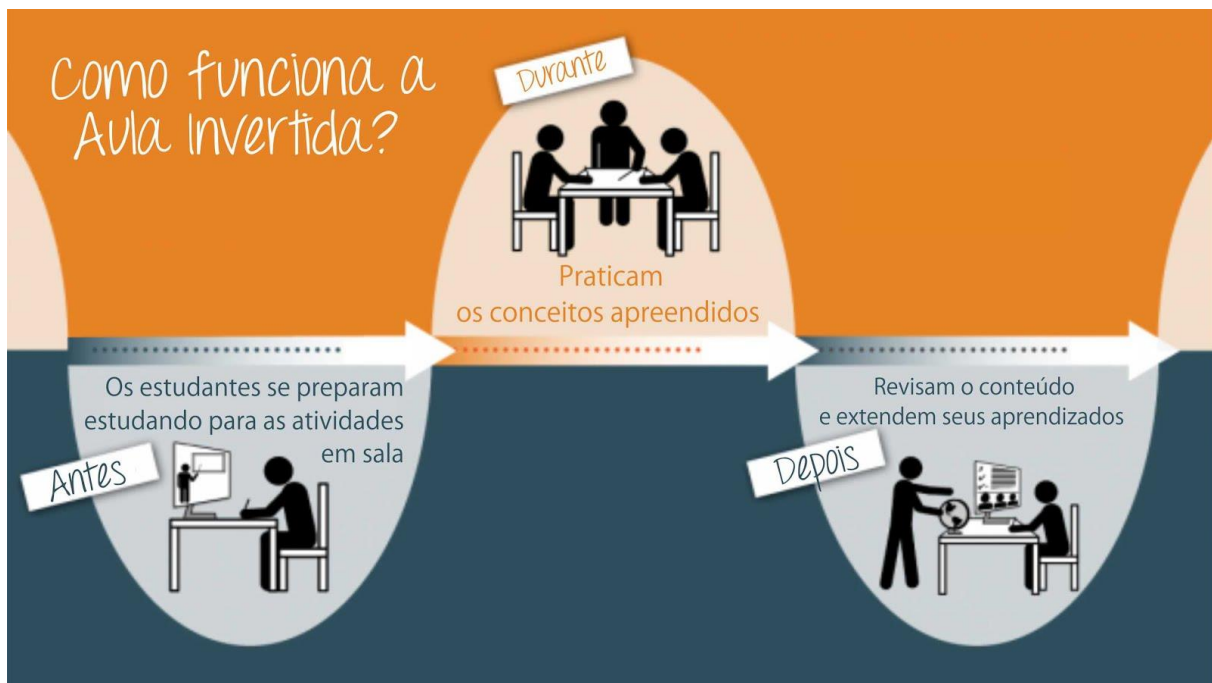 Como funciona a
Aula Invertida?
Durante
Praticam
os conceitos apreendidos
Os estudantes se preparam
estudando para as atividades
em sala
Antes
Revisam o conteúdo
e extendem seus aprendizados
Depois